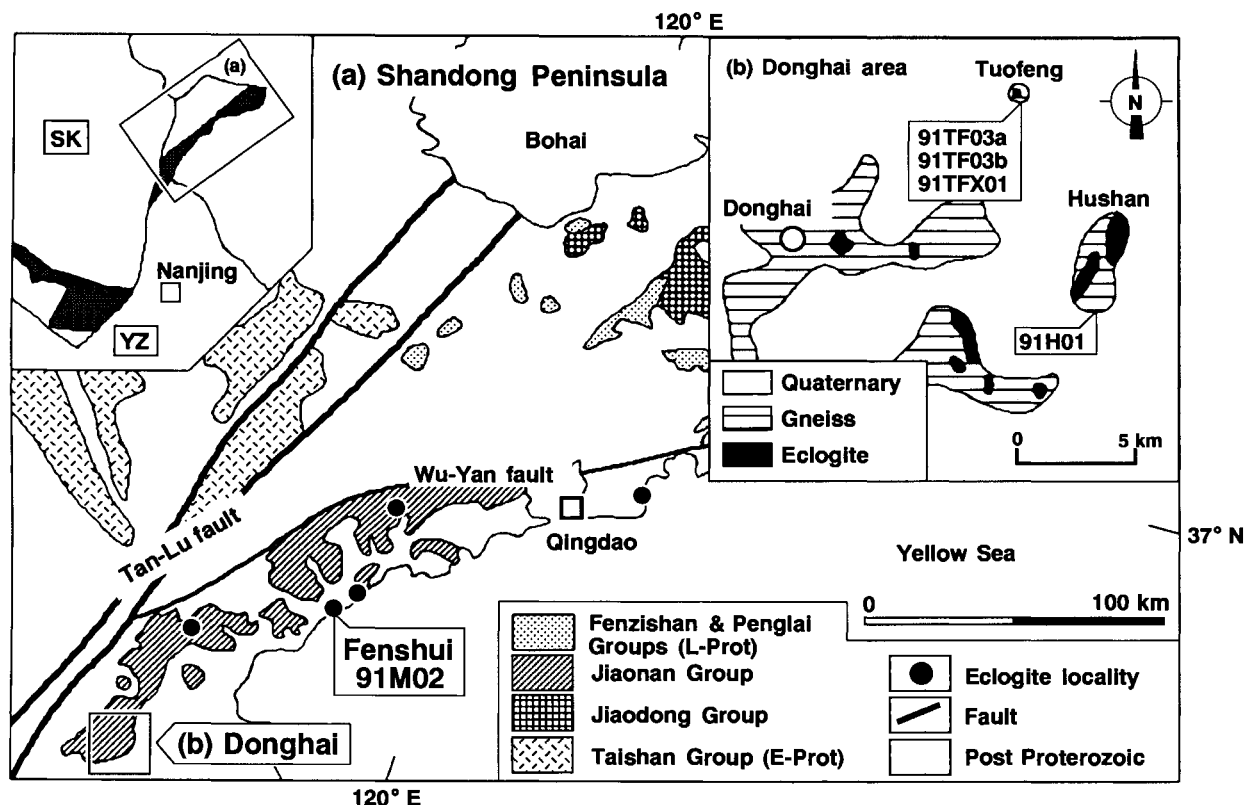 120° E
(a)
SK
Nanjing
YZ
(a) Shandong Peninsula
Bohai
Tan-Lu fault
Wu-Yan fault
Qingdao
Yellow Sea
37° N
0 100 km
Fenshui
91M02
(b) Donghai
120° E
(b) Donghai area
Tuofeng
N
91TF03a
91TF03b
91TFX01
Donghai
Hushan
91H01
Quaternary
Gneiss
Eclogite
0 5 km
Fenzishan & Penglai
Groups (L-Prot)
Jiaonan Group
Jiaodong Group
Taishan Group (E-Prot)
Eclogite locality
Fault
Post Proterozoic